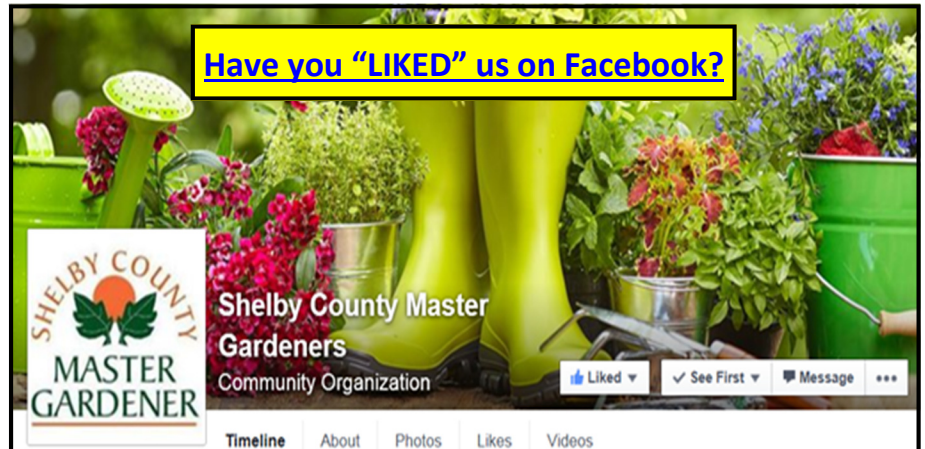 Have you “LIKED” us on Facebook?
SHELBY COUNTY
MASTER
GARDENER
Shelby County Master
Gardeners
Community Organization
Liked
See First
Message
Timeline About Photos Likes Videos